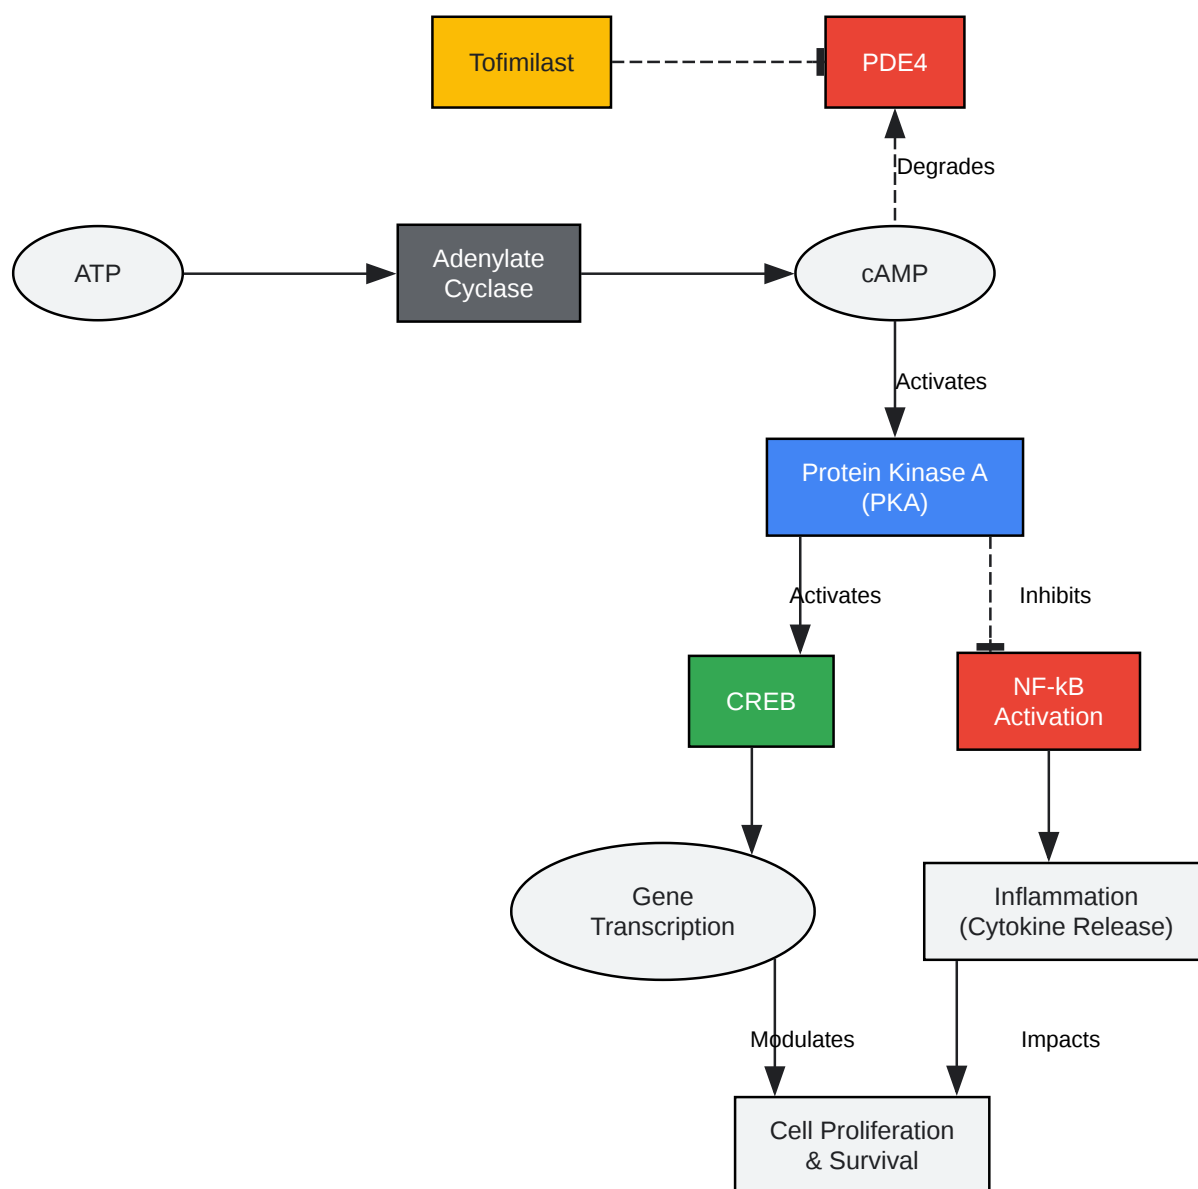 Tofimilast
PDE4
Degrades
ATP
Adenylate
Cyclase
cAMP
Activates
Protein Kinase A
(PKA)
Activates
Inhibits
CREB
NF-kB
Activation
Gene
Transcription
Inflammation
(Cytokine Release)
Modulates
Impacts
Cell Proliferation
& Survival